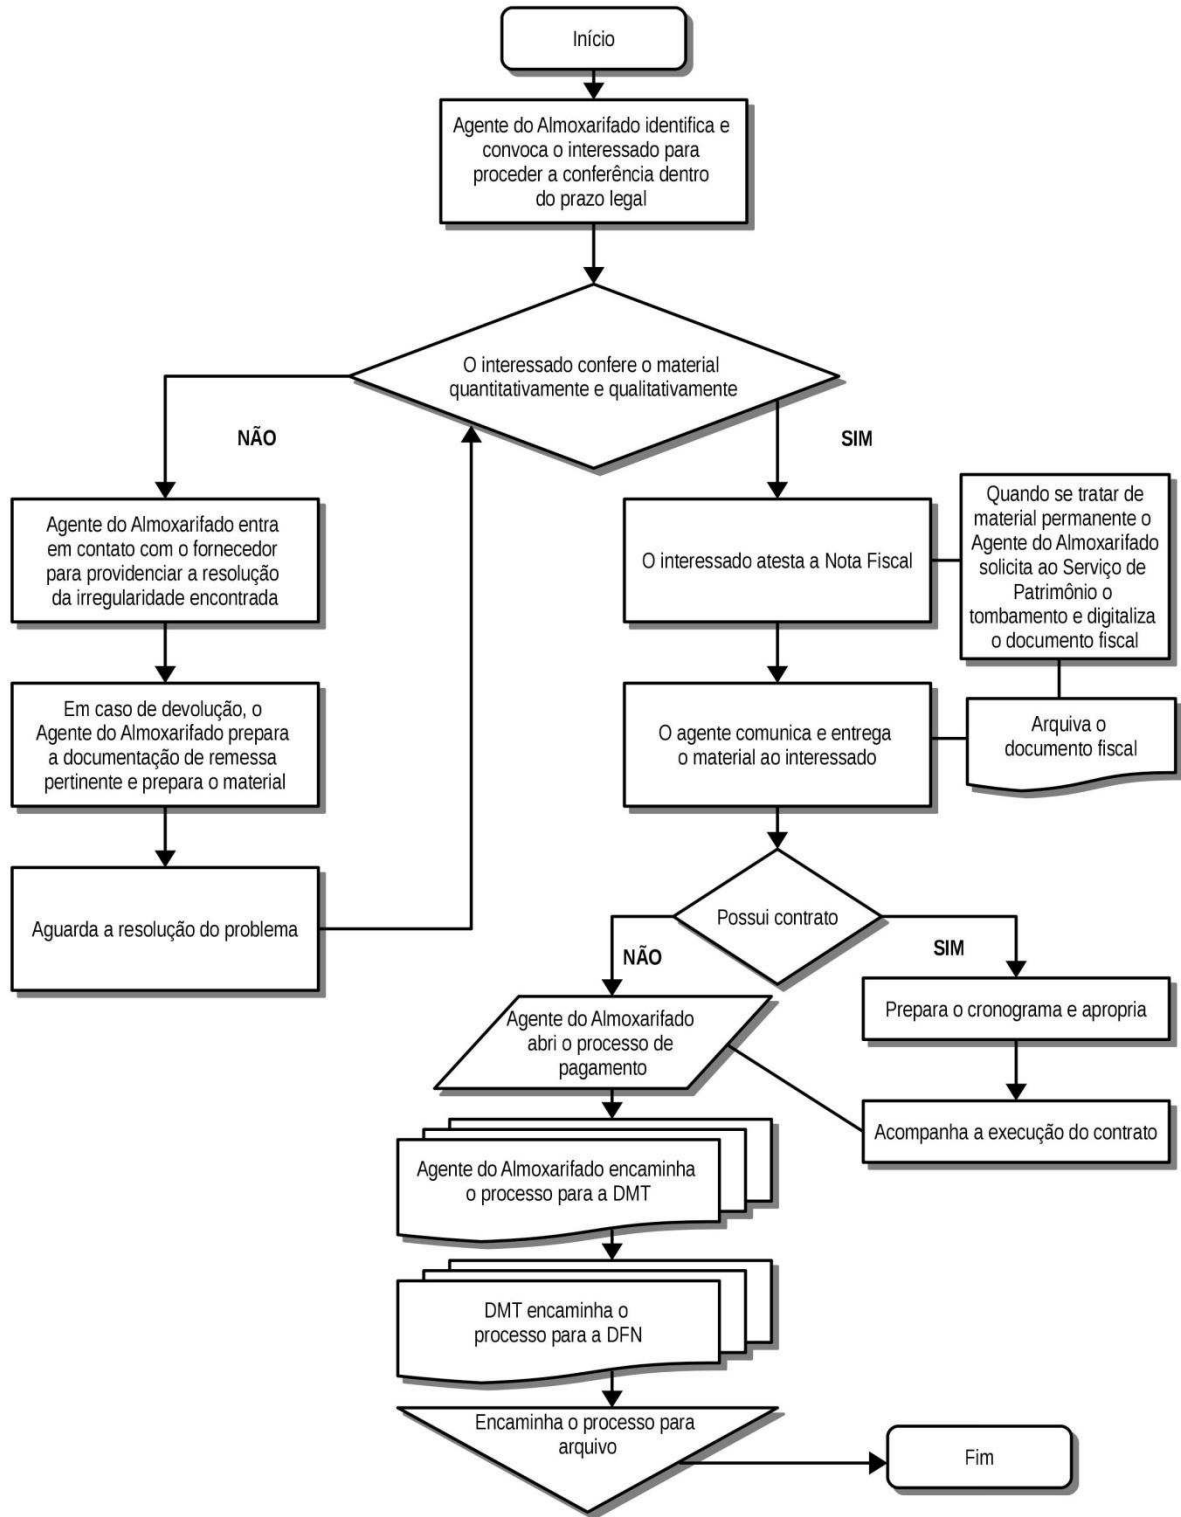 Início
Agente do Almoxarifado identifica e
convoca o interessado para
proceder a conferência dentro
do prazo legal
O interessado confere o material
quantitativamente e qualitativamente
NÃO
SIM
Agente do Almoxarifado entra
em contato com o fornecedor
para providenciar a resolução
da irregularidade encontrada
O interessado atesta a Nota Fiscal
Quando se tratar de
material permanente o
Agente do Almoxarifado
solicita ao Serviço de
Patrimônio o
tombamento e digitaliza
o documento fiscal
Em caso de devolução, o
Agente do Almoxarifado prepara
a documentação de remessa
pertinente e prepara o material
O agente comunica e entrega
o material ao interessado
Arquiva o
documento fiscal
Aguarda a resolução do problema
Possui contrato
NÃO
SIM
Agente do Almoxarifado
abri o processo de
pagamento
Prepara o cronograma e apropria
Acompanha a execução do contrato
Agente do Almoxarifado encaminha
o processo para a DMT
DMT encaminha o
processo para a DFN
Encaminha o processo para
arquivo
Fim